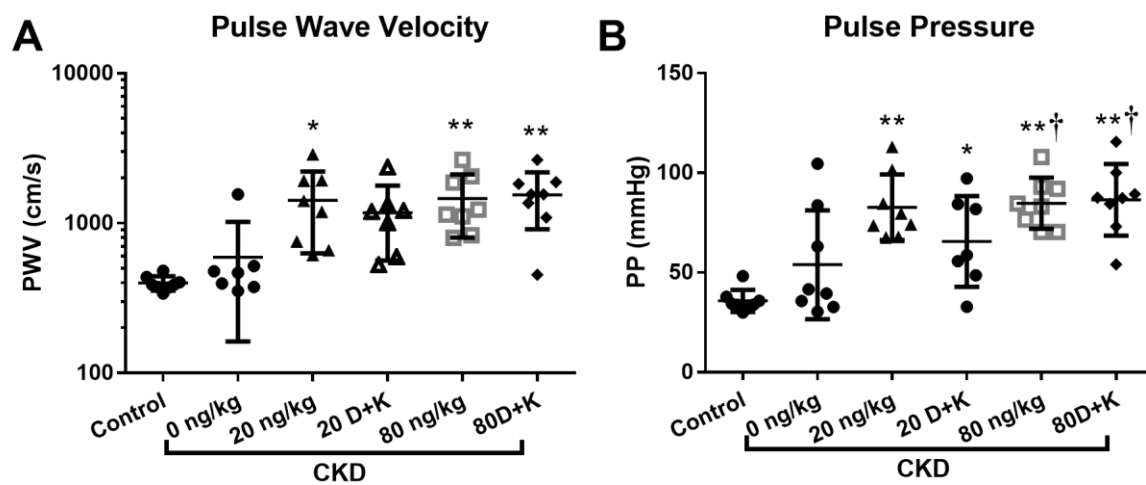 A
Pulse Wave Velocity
PWV (cm/s)
10000
1000
100
*
**
**
Control
0 ng/kg
20 ng/kg
20 D+K
80 ng/kg
80D+K
CKD
B
Pulse Pressure
PP (mmHg)
150
100
50
0
**
*
**†
**†
Control
0 ng/kg
20 ng/kg
20 D+K
80 ng/kg
80D+K
CKD